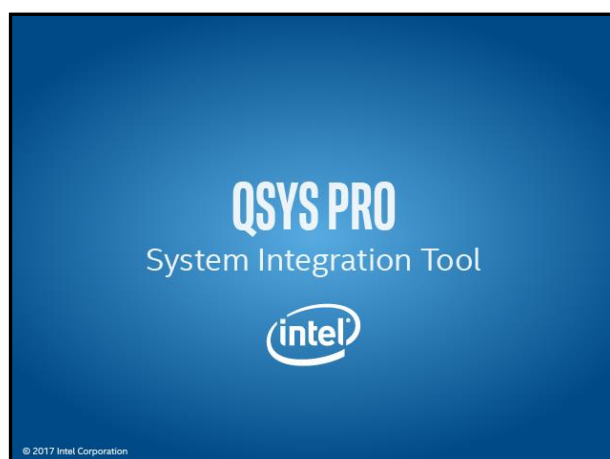 QSYS PRO
System Integration Tool
intel
© 2017 Intel Corporation